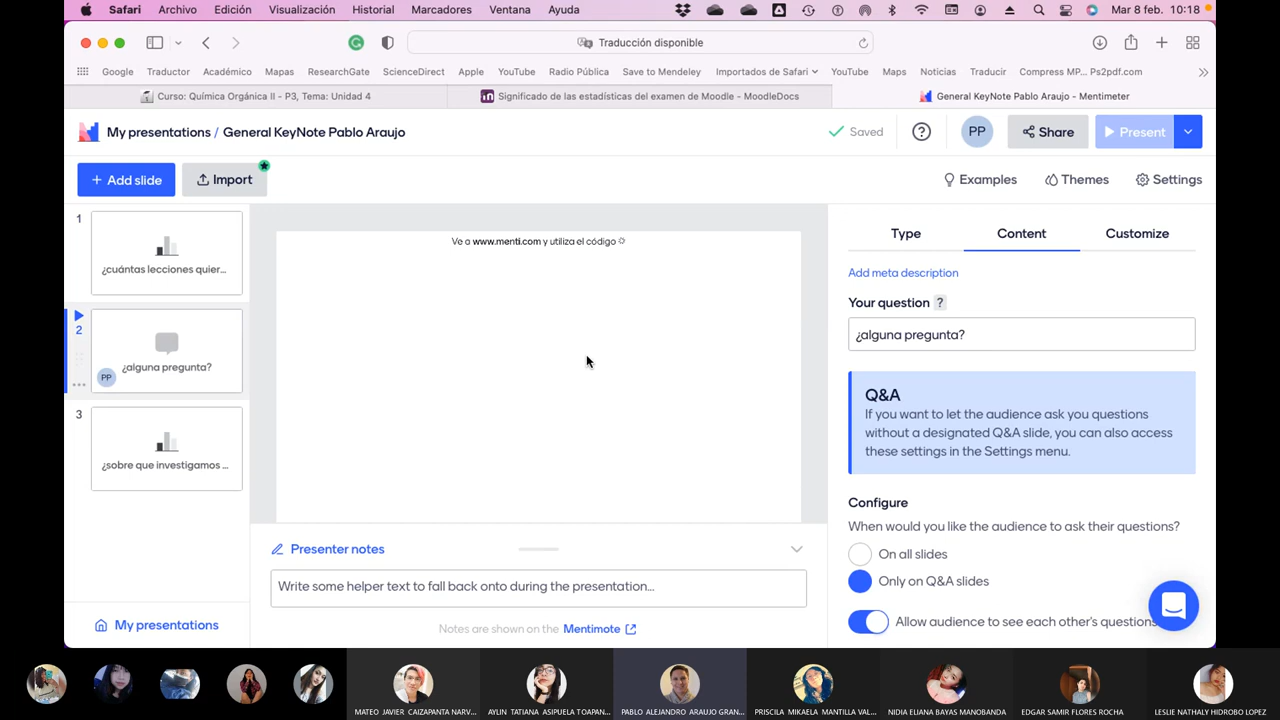 Safari Archivo Edición Visualización Historial Marcadores Ventana Ayuda Mar 8 feb. 10:18
Traducción disponible
Google Traductor Académico Mapas ResearchGate ScienceDirect Apple YouTube Radio Pública Save to Mendeley Importados de Safari YouTube Maps Noticias Traducir Compress MP... Ps2pdf.com
Curso: Química Orgánica II - P3, Tema: Unidad 4
Significado de las estadísticas del examen de Moodle - MoodleDocs
General KeyNote Pablo Araujo - Mentimeter
My presentations / General KeyNote Pablo Araujo
Saved
?
PP
Share
Present
+ Add slide
Import
Examples
Themes
Settings
1
¿cuántas lecciones quier...
2
¿alguna pregunta?
PP
3
¿sobre que investigamos ...
My presentations
Ve a www.menti.com y utiliza el código
Presenter notes
Write some helper text to fall back onto during the presentation...
Notes are shown on the Mentimote
Type Content Customize
Add meta description
Your question ?
¿alguna pregunta?
Q&A
If you want to let the audience ask you questions
without a designated Q&A slide, you can also access
these settings in the Settings menu.
Configure
When would you like the audience to ask their questions?
On all slides
Only on Q&A slides
Allow audience to see each other's questions
MATEO JAVIER CAIZAPANTA NARV...
AYLIN TATIANA ASIPUELA TOAPAN...
PABLO ALEJANDRO ARAUJO GRAN...
PRISCILA MIKAELA MANTILLA VAL...
NIDIA ELIANA BAYAS MANOBANDA
EDGAR SAMIR FLORES ROCHA
LESLIE NATHALY HIDROBO LOPEZ